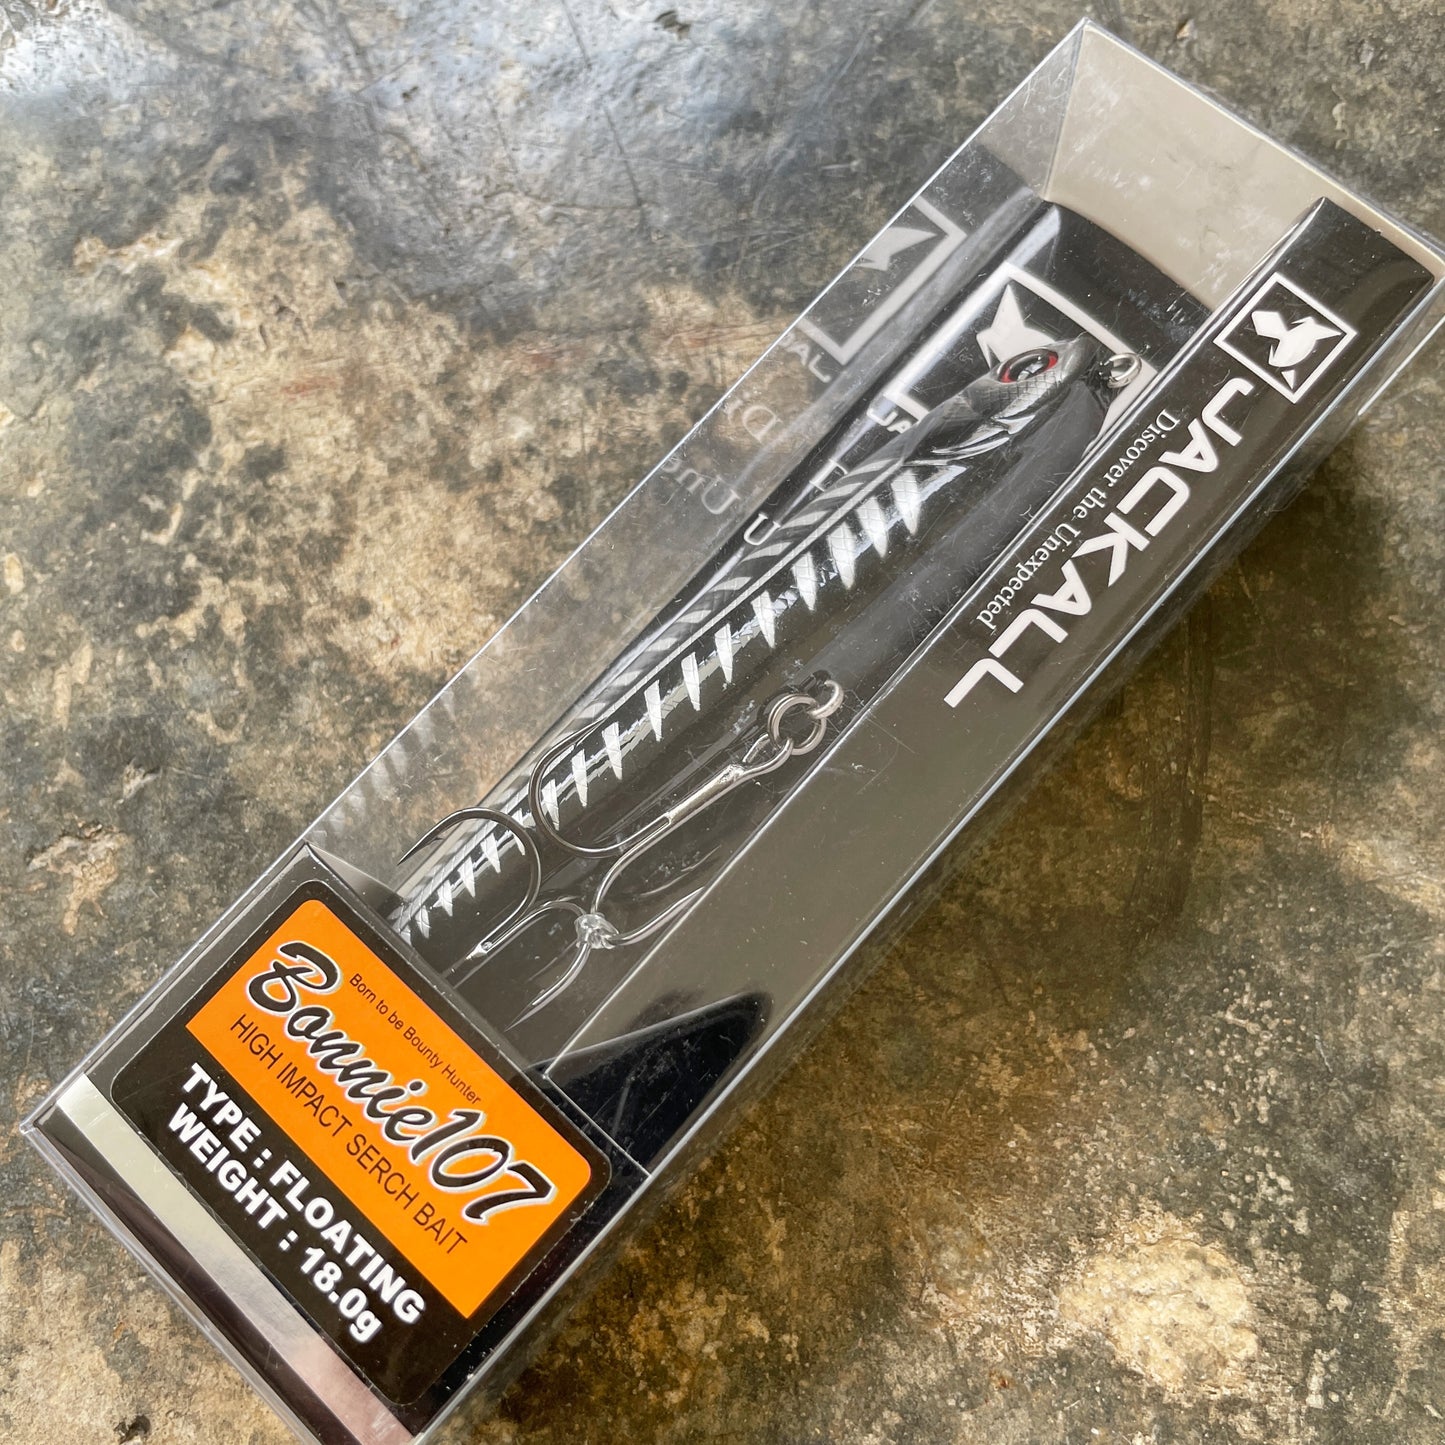 JACKALL
Discover the Unexpected
Born to be Bounty Hunter
Bonnie107
HIGH IMPACT SERCH BAIT
TYPE : FLOATING
WEIGHT : 18.0g